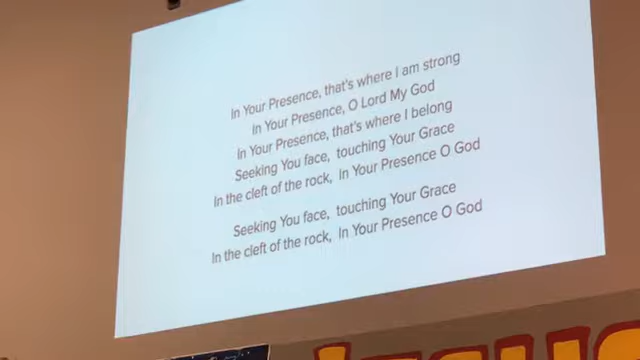 In Your Presence, that's where I am strong
In Your Presence, O Lord My God
In Your Presence, that's where I belong
Seeking You face, touching Your Grace
In the cleft of the rock, In Your Presence O God
Seeking You face, touching Your Grace
In the cleft of the rock, In Your Presence O God